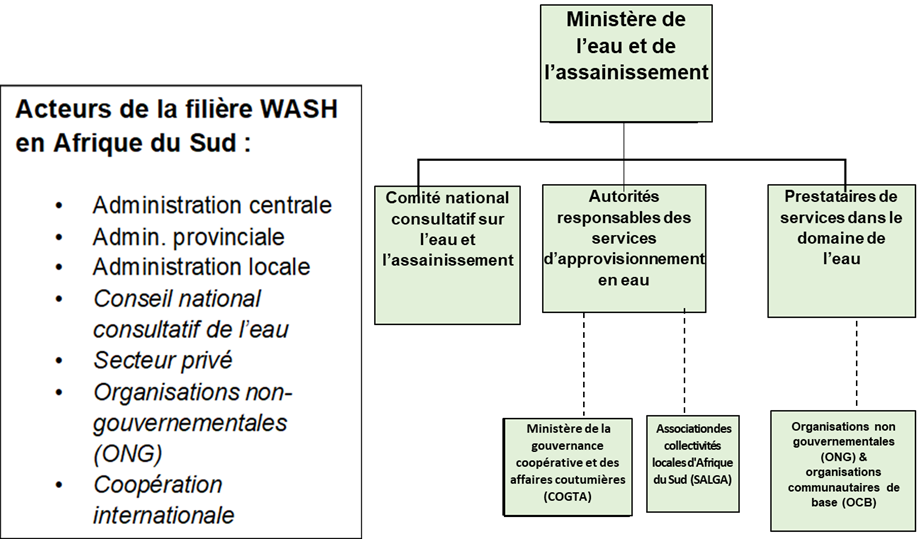 Acteurs de la filière WASH
en Afrique du Sud :
• Administration centrale
• Admin. provinciale
• Administration locale
• Conseil national
consultatif de l'eau
• Secteur privé
• Organisations non-
gouvernementales
(ONG)
• Coopération
internationale
Ministère de
l'eau et de
l'assainissement
Comité national
consultatif sur
l'eau et
l'assainissement
Autorités
responsables des
services
d'approvisionnement
en eau
Prestataires de
services dans le
domaine de
l'eau
Ministère de la
gouvernance
coopérative et des
affaires coutumières
(COGTA)
Association des
collectivités
locales d'Afrique
du Sud (SALGA)
Organisations non
gouvernementales
(ONG) &
organisations
communautaires de
base (OCB)